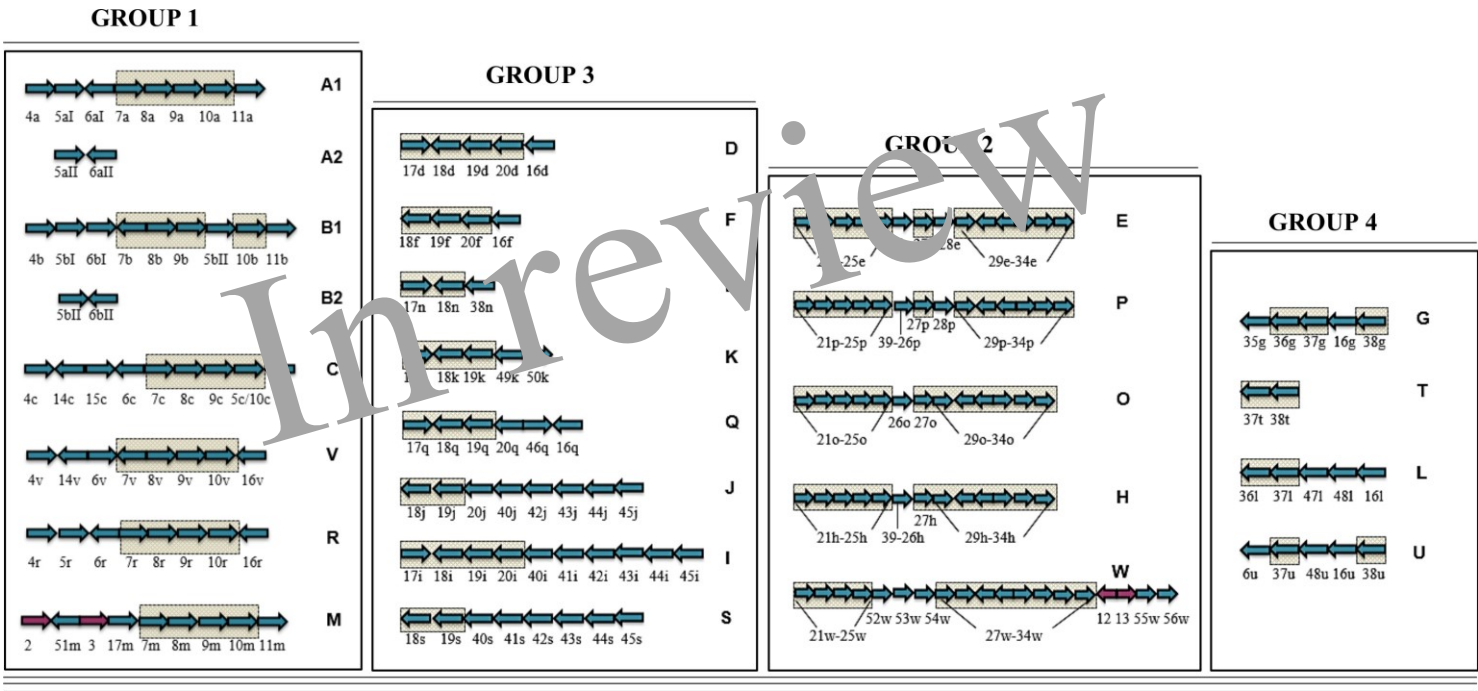 GROUP 1
A1
4a 5aI 6aI 7a 8a 9a 10a 11a
A2
5aII 6aII
B1
4b 5bI 6bI 7b 8b 9b 5bII 10b 11b
B2
5bII 6bII
C
4c 14c 15c 6c 7c 8c 9c 5c/10c
V
4v 14v 6v 7v 8v 9v 10v 16v
R
4r 5r 6r 7r 8r 9r 10r 16r
M
2 51m 3 17m 7m 8m 9m 10m 11m
GROUP 3
D
17d 18d 19d 20d 16d
F
18f 19f 20f 16f
17n 18n 38n
K
18k 19k 49k 50k
Q
17q 18q 19q 20q 46q 16q
J
18j 19j 20j 40j 42j 43j 44j 45j
I
17i 18i 19i 20i 40i 41i 42i 43i 44i 45i
S
18s 19s 40s 41s 42s 43s 44s 45s
GROUP 2
E
28e
29e-34e
P
27p 28p
21p-25p 39-26p 29p-34p
O
26o 27o
21o-25o 29o-34o
H
27h
21h-25h 39-26h 29h-34h
W
52w 53w 54w 12 13 55w 56w
21w-25w 27w-34w
GROUP 4
G
35g 36g 37g 16g 38g
T
37t 38t
L
36l 37l 47l 48l 16l
U
6u 37u 48u 16u 38u
In review